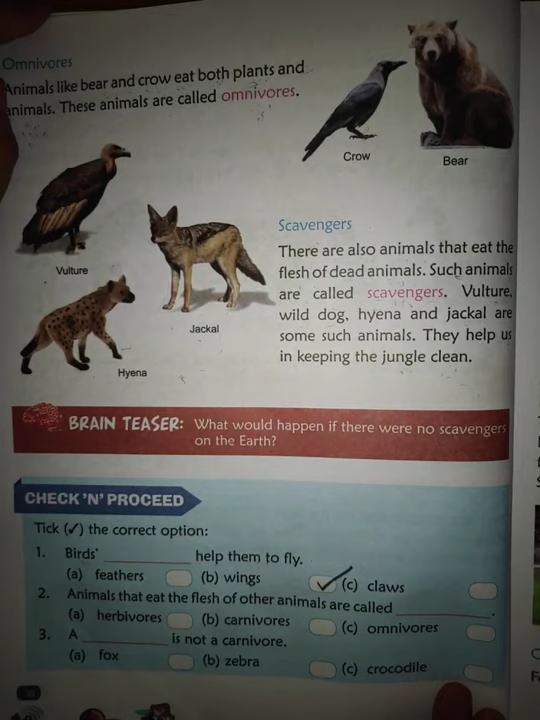 Omnivores
Animals like bear and crow eat both plants and
animals. These animals are called omnivores.
Crow
Bear
Vulture
Jackal
Hyena
Scavengers
There are also animals that eat the
flesh of dead animals. Such animals
are called scavengers. Vulture,
wild dog, hyena and jackal are
some such animals. They help us
in keeping the jungle clean.
BRAIN TEASER: What would happen if there were no scavengers
on the Earth?
CHECK 'N' PROCEED
Tick (✓) the correct option:
1. Birds' __________ help them to fly.
(a) feathers (b) wings ✓ (c) claws
2. Animals that eat the flesh of other animals are called __________.
(a) herbivores (b) carnivores (c) omnivores
3. A __________ is not a carnivore.
(a) fox (b) zebra (c) crocodile